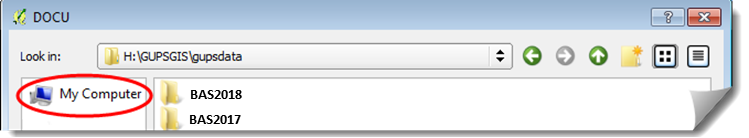 DOCU
Look in: H:\GUPSGIS\gupsdata
My Computer
BAS2018
BAS2017